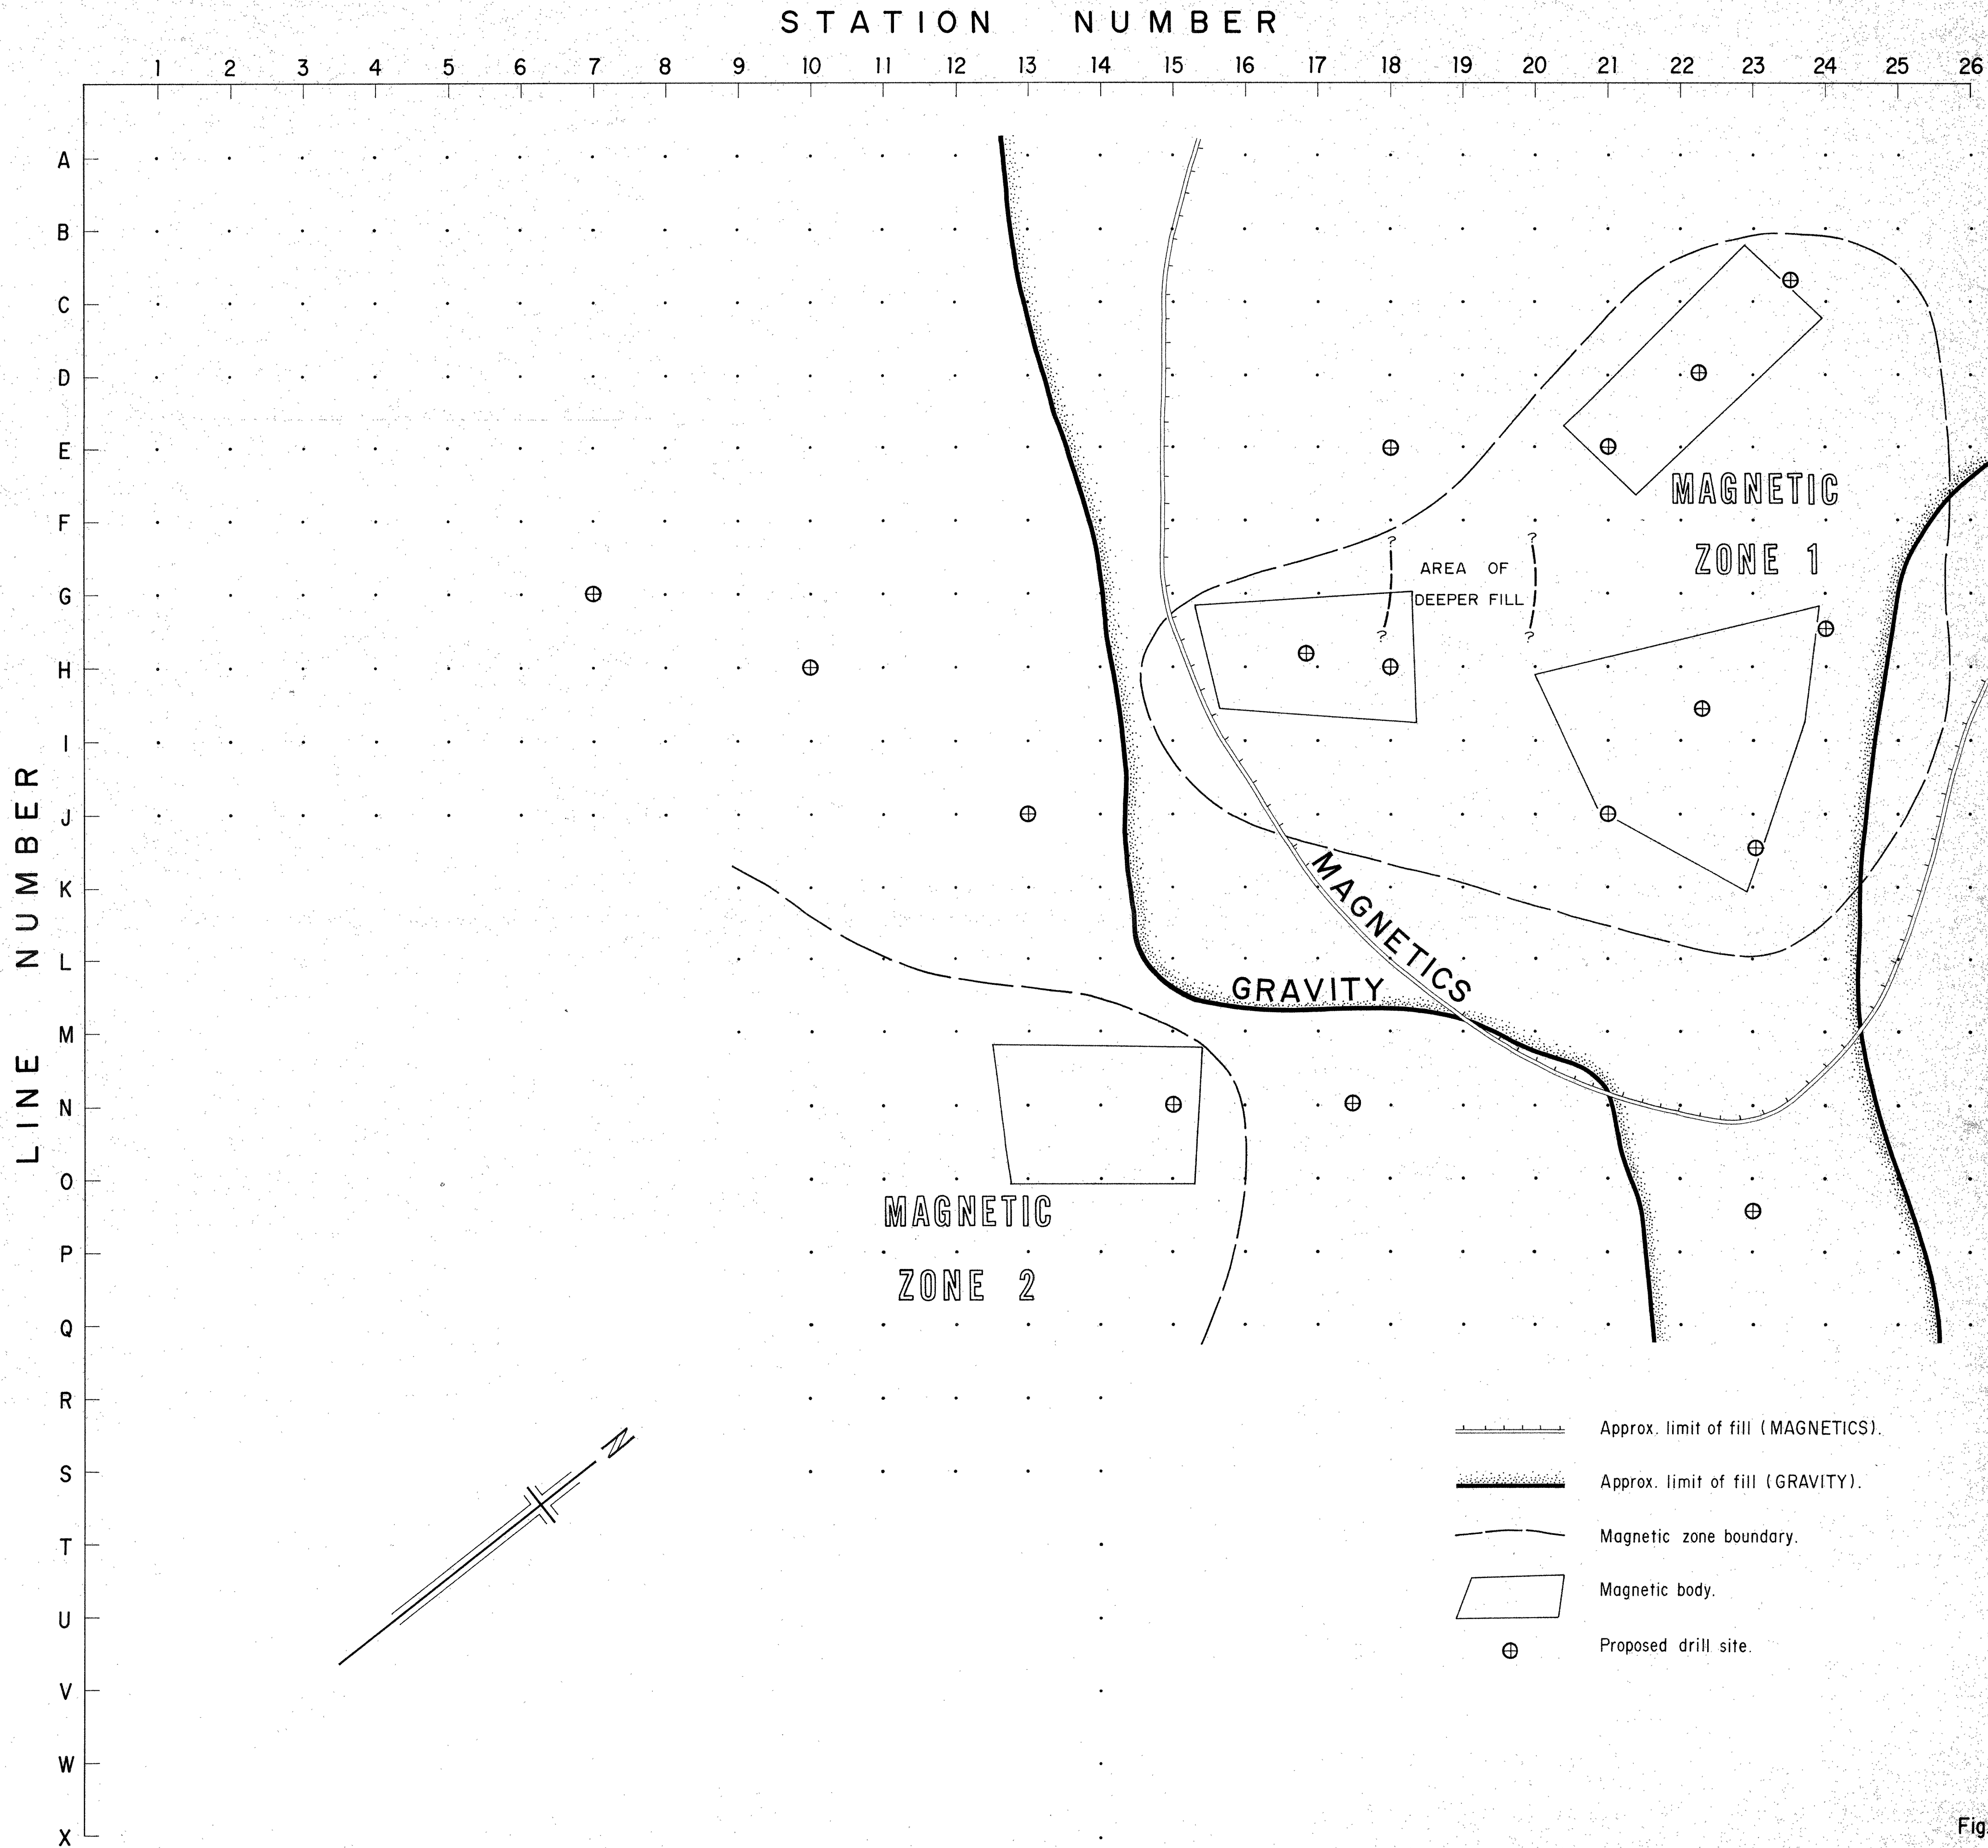 STATION NUMBER
1 2 3 4 5 6 7 8 9 10 11 12 13 14 15 16 17 18 19 20 21 22 23 24 25 26
LINE NUMBER
A
B
C
D
E
F
G
H
I
J
K
L
M
N
O
P
Q
R
S
T
U
V
W
X
MAGNETIC
ZONE 1
? ?
AREA OF
DEEPER FILL
? ?
MAGNETICS
GRAVITY
MAGNETIC
ZONE 2
N
Approx. limit of fill (MAGNETICS).
Approx. limit of fill (GRAVITY).
Magnetic zone boundary.
Magnetic body.
Proposed drill site.
Fig